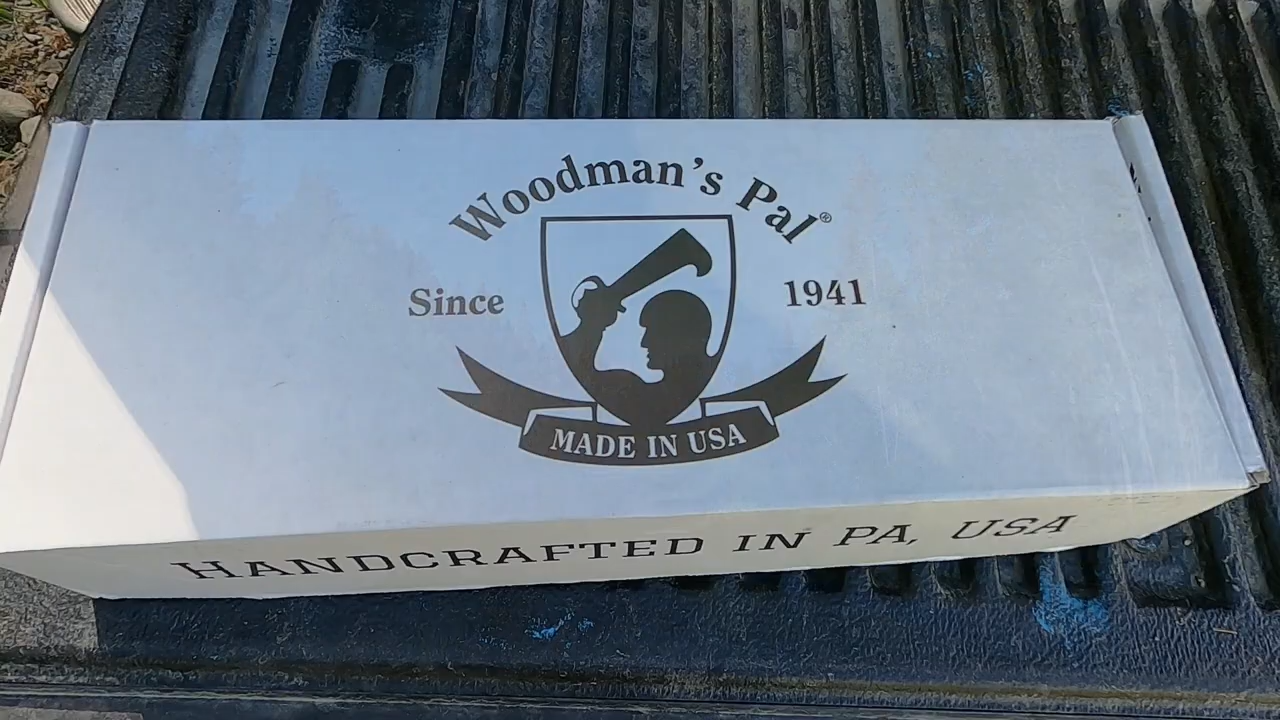 Woodman's Pal®
Since 1941
MADE IN USA
HANDCRAFTED IN PA, USA